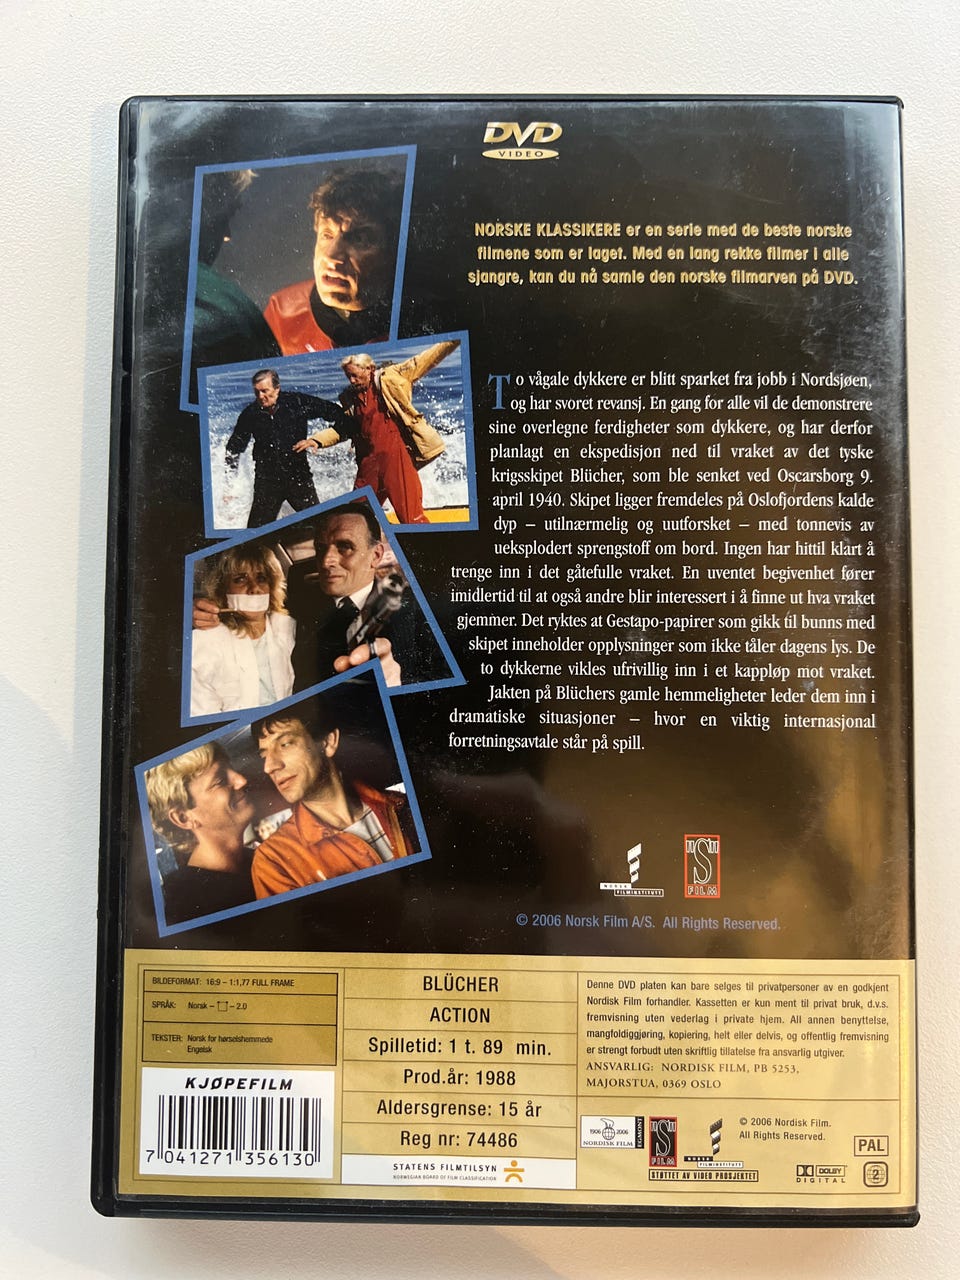 DVD
VIDEO
NORSKE KLASSIKERE er en serie med de beste norske
filmene som er laget. Med en lang rekke filmer i alle
sjangre, kan du nå samle den norske filmarven på DVD.
To vågale dykkere er blitt sparket fra jobb i Nordsjøen,
og har svoret revansj. En gang for alle vil de demonstrere
sine overlegne ferdigheter som dykkere, og har derfor
planlagt en ekspedisjon ned til vraket av det tyske
krigsskipet Blücher, som ble senket ved Oscarsborg 9.
april 1940. Skipet ligger fremdeles på Oslofjordens kalde
dyp – utilnærmelig og uutforsket – med tonnevis av
ueksplodert sprengstoff om bord. Ingen har hittil klart å
trenge inn i det gåtefulle vraket. En uventet begivenhet fører
imidlertid til at også andre blir interessert i å finne ut hva vraket
gjemmer. Det ryktes at Gestapo-papirer som gikk til bunns med
skipet inneholder opplysninger som ikke tåler dagens lys. De
to dykkerne vikles ufrivillig inn i et kappløp mot vraket.
Jakten på Blüchers gamle hemmeligheter leder dem inn i
dramatiske situasjoner – hvor en viktig internasjonal
forretningsavtale står på spill.
NORSK
FILMINSTITUTT
S
FILM
© 2006 Norsk Film A/S. All Rights Reserved.
BILDEFORMAT: 16:9 – 1:1,77 FULL FRAME
SPRÅK: Norsk – – 2.0
TEKSTER: Norsk for hørselshemmede
Engelsk
KJØPEFILM
7 041271 356130
BLÜCHER
ACTION
Spilletid: 1 t. 89 min.
Prod.år: 1988
Aldersgrense: 15 år
Reg nr: 74486
STATENS FILMTILSYN
NORWEGIAN BOARD OF FILM CLASSIFICATION
Denne DVD platen kan bare selges til privatpersoner av en godkjent
Nordisk Film forhandler. Kassetten er kun ment til privat bruk, d.v.s.
fremvisning uten vederlag i private hjem. All annen benyttelse,
mangfoldiggjøring, kopiering, helt eller delvis, og offentlig fremvisning
er strengt forbudt uten skriftlig tillatelse fra ansvarlig utgiver.
ANSVARLIG: NORDISK FILM, PB 5253,
MAJORSTUA, 0369 OSLO
1906 2006
NORDISK FILM
EGMONT
S
FILM
NORSK
FILMINSTITUTT
STØTTET AV VIDEO PROSJEKTET
© 2006 Nordisk Film.
All Rights Reserved.
DOLBY
DIGITAL
PAL
2